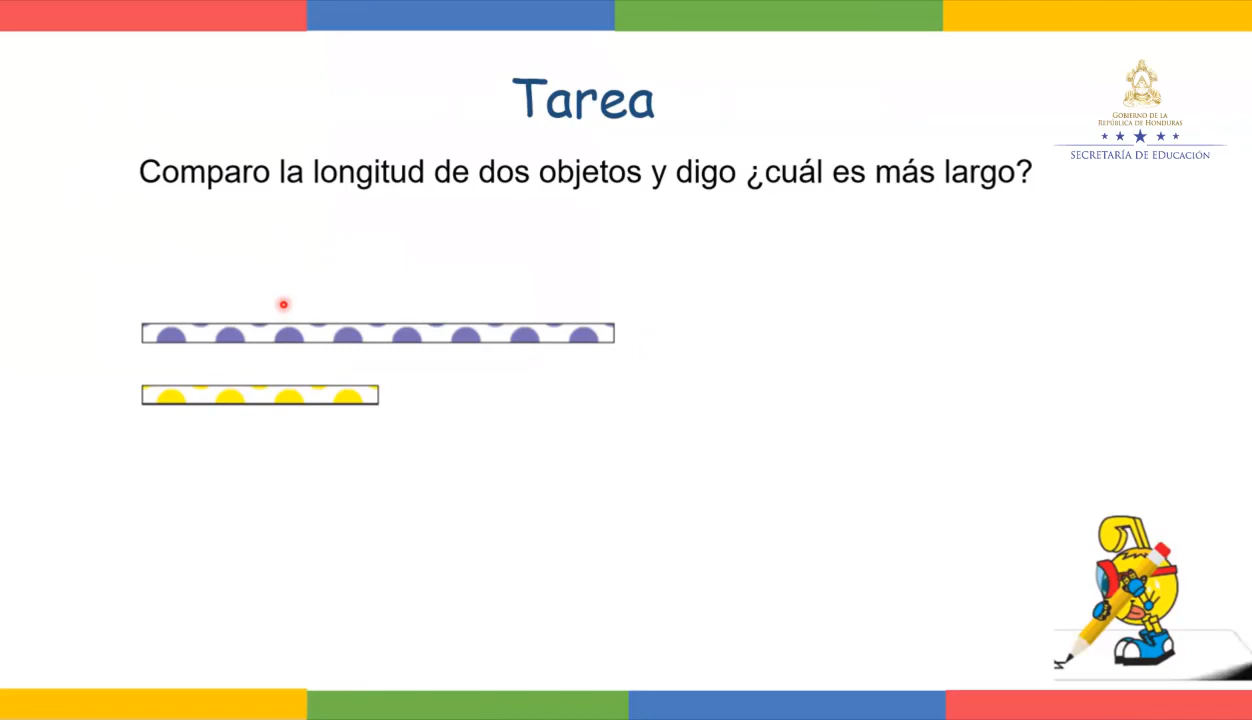 Tarea
GOBIERNO DE LA
REPÚBLICA DE HONDURAS
SECRETARÍA DE EDUCACIÓN
Comparo la longitud de dos objetos y digo ¿cuál es más largo?